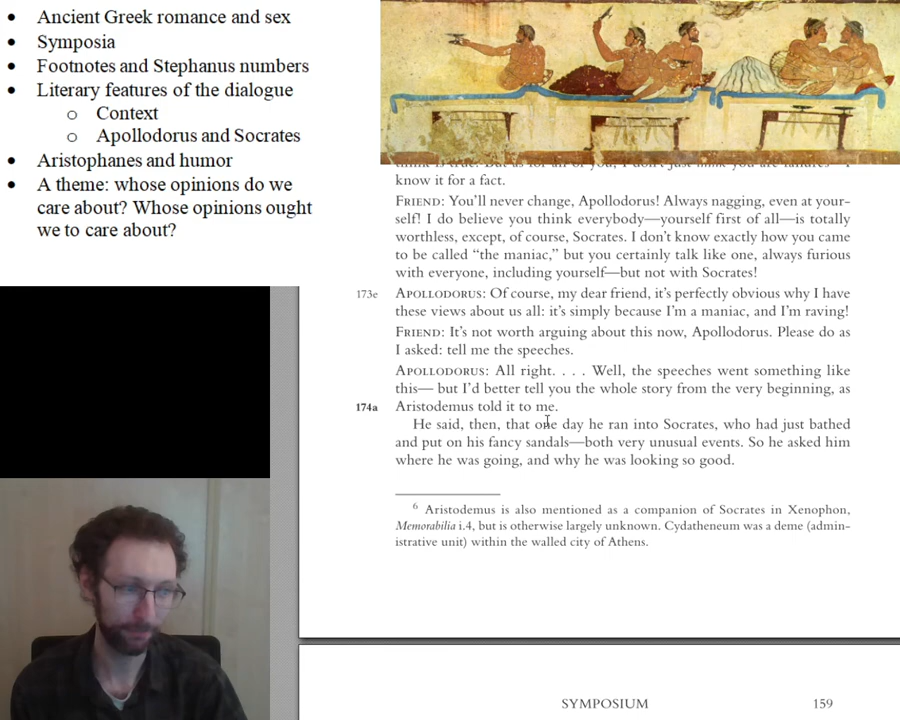 • Ancient Greek romance and sex
• Symposia
• Footnotes and Stephanus numbers
• Literary features of the dialogue
o Context
o Apollodorus and Socrates
• Aristophanes and humor
• A theme: whose opinions do we
care about? Whose opinions ought
we to care about?
know it for a fact.
FRIEND: You'll never change, Apollodorus! Always nagging, even at your-
self! I do believe you think everybody—yourself first of all—is totally
worthless, except, of course, Socrates. I don't know exactly how you came
to be called “the maniac,” but you certainly talk like one, always furious
with everyone, including yourself—but not with Socrates!
173e APOLLODORUS: Of course, my dear friend, it's perfectly obvious why I have
these views about us all: it's simply because I'm a maniac, and I'm raving!
FRIEND: It's not worth arguing about this now, Apollodorus. Please do as
I asked: tell me the speeches.
APOLLODORUS: All right. . . . Well, the speeches went something like
this— but I'd better tell you the whole story from the very beginning, as
174a Aristodemus told it to me.
He said, then, that one day he ran into Socrates, who had just bathed
and put on his fancy sandals—both very unusual events. So he asked him
where he was going, and why he was looking so good.
6 Aristodemus is also mentioned as a companion of Socrates in Xenophon,
Memorabilia i.4, but is otherwise largely unknown. Cydatheneum was a deme (admin-
istrative unit) within the walled city of Athens.
SYMPOSIUM 159